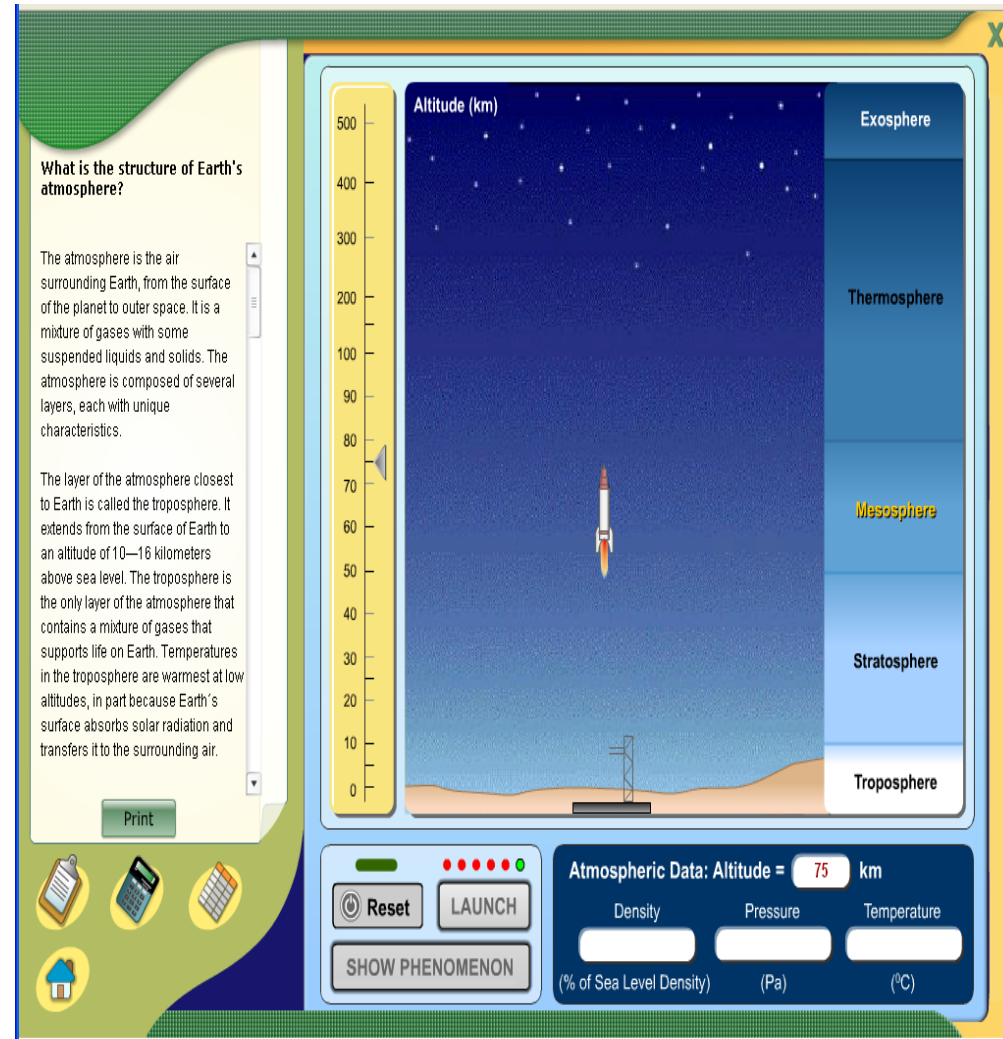 X
What is the structure of Earth's
atmosphere?
The atmosphere is the air
surrounding Earth, from the surface
of the planet to outer space. It is a
mixture of gases with some
suspended liquids and solids. The
atmosphere is composed of several
layers, each with unique
characteristics.
The layer of the atmosphere closest
to Earth is called the troposphere. It
extends from the surface of Earth to
an altitude of 10—16 kilometers
above sea level. The troposphere is
the only layer of the atmosphere that
contains a mixture of gases that
supports life on Earth. Temperatures
in the troposphere are warmest at low
altitudes, in part because Earth´s
surface absorbs solar radiation and
transfers it to the surrounding air.
Print
Altitude (km)
500
400
300
200
100
90
80
70
60
50
40
30
20
10
0
Exosphere
Thermosphere
Mesosphere
Stratosphere
Troposphere
Reset
LAUNCH
SHOW PHENOMENON
Atmospheric Data: Altitude = 75 km
Density Pressure Temperature
(% of Sea Level Density) (Pa) (⁰C)